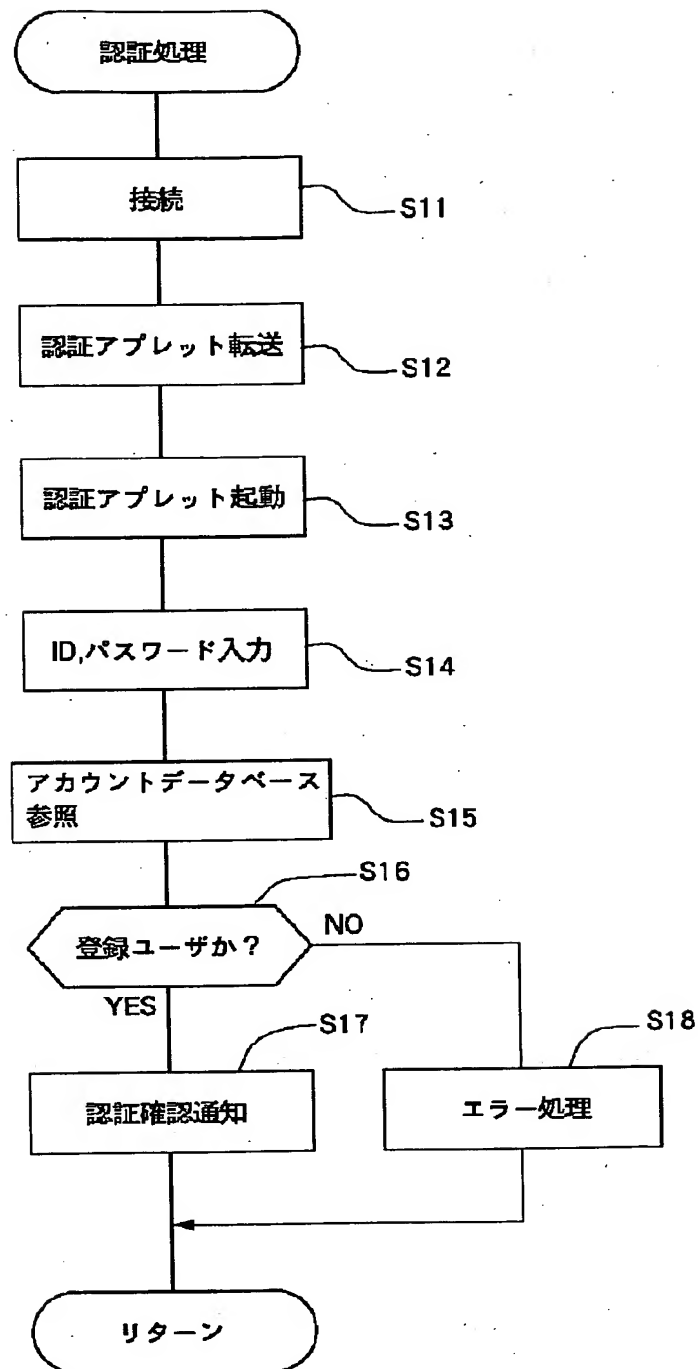 認証処理
接続
S11
認証アプレット転送
S12
認証アプレット起動
S13
ID,パスワード入力
S14
アカウントデータベース
参照
S15
S16
登録ユーザか？
NO
YES
S17
S18
認証確認通知
エラー処理
リターン